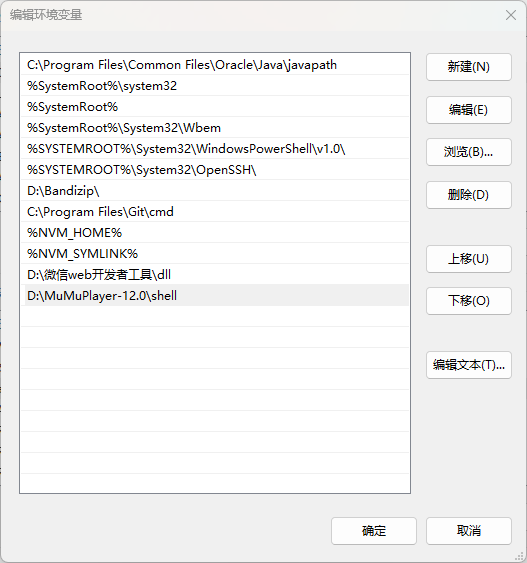 编辑环境变量
C:\Program Files\Common Files\Oracle\Java\javapath
%SystemRoot%\system32
%SystemRoot%
%SystemRoot%\System32\Wbem
%SYSTEMROOT%\System32\WindowsPowerShell\v1.0\
%SYSTEMROOT%\System32\OpenSSH\
D:\Bandizip\
C:\Program Files\Git\cmd
%NVM_HOME%
%NVM_SYMLINK%
D:\微信web开发者工具\dll
D:\MuMuPlayer-12.0\shell
新建(N)
编辑(E)
浏览(B)...
删除(D)
上移(U)
下移(O)
编辑文本(T)...
确定
取消